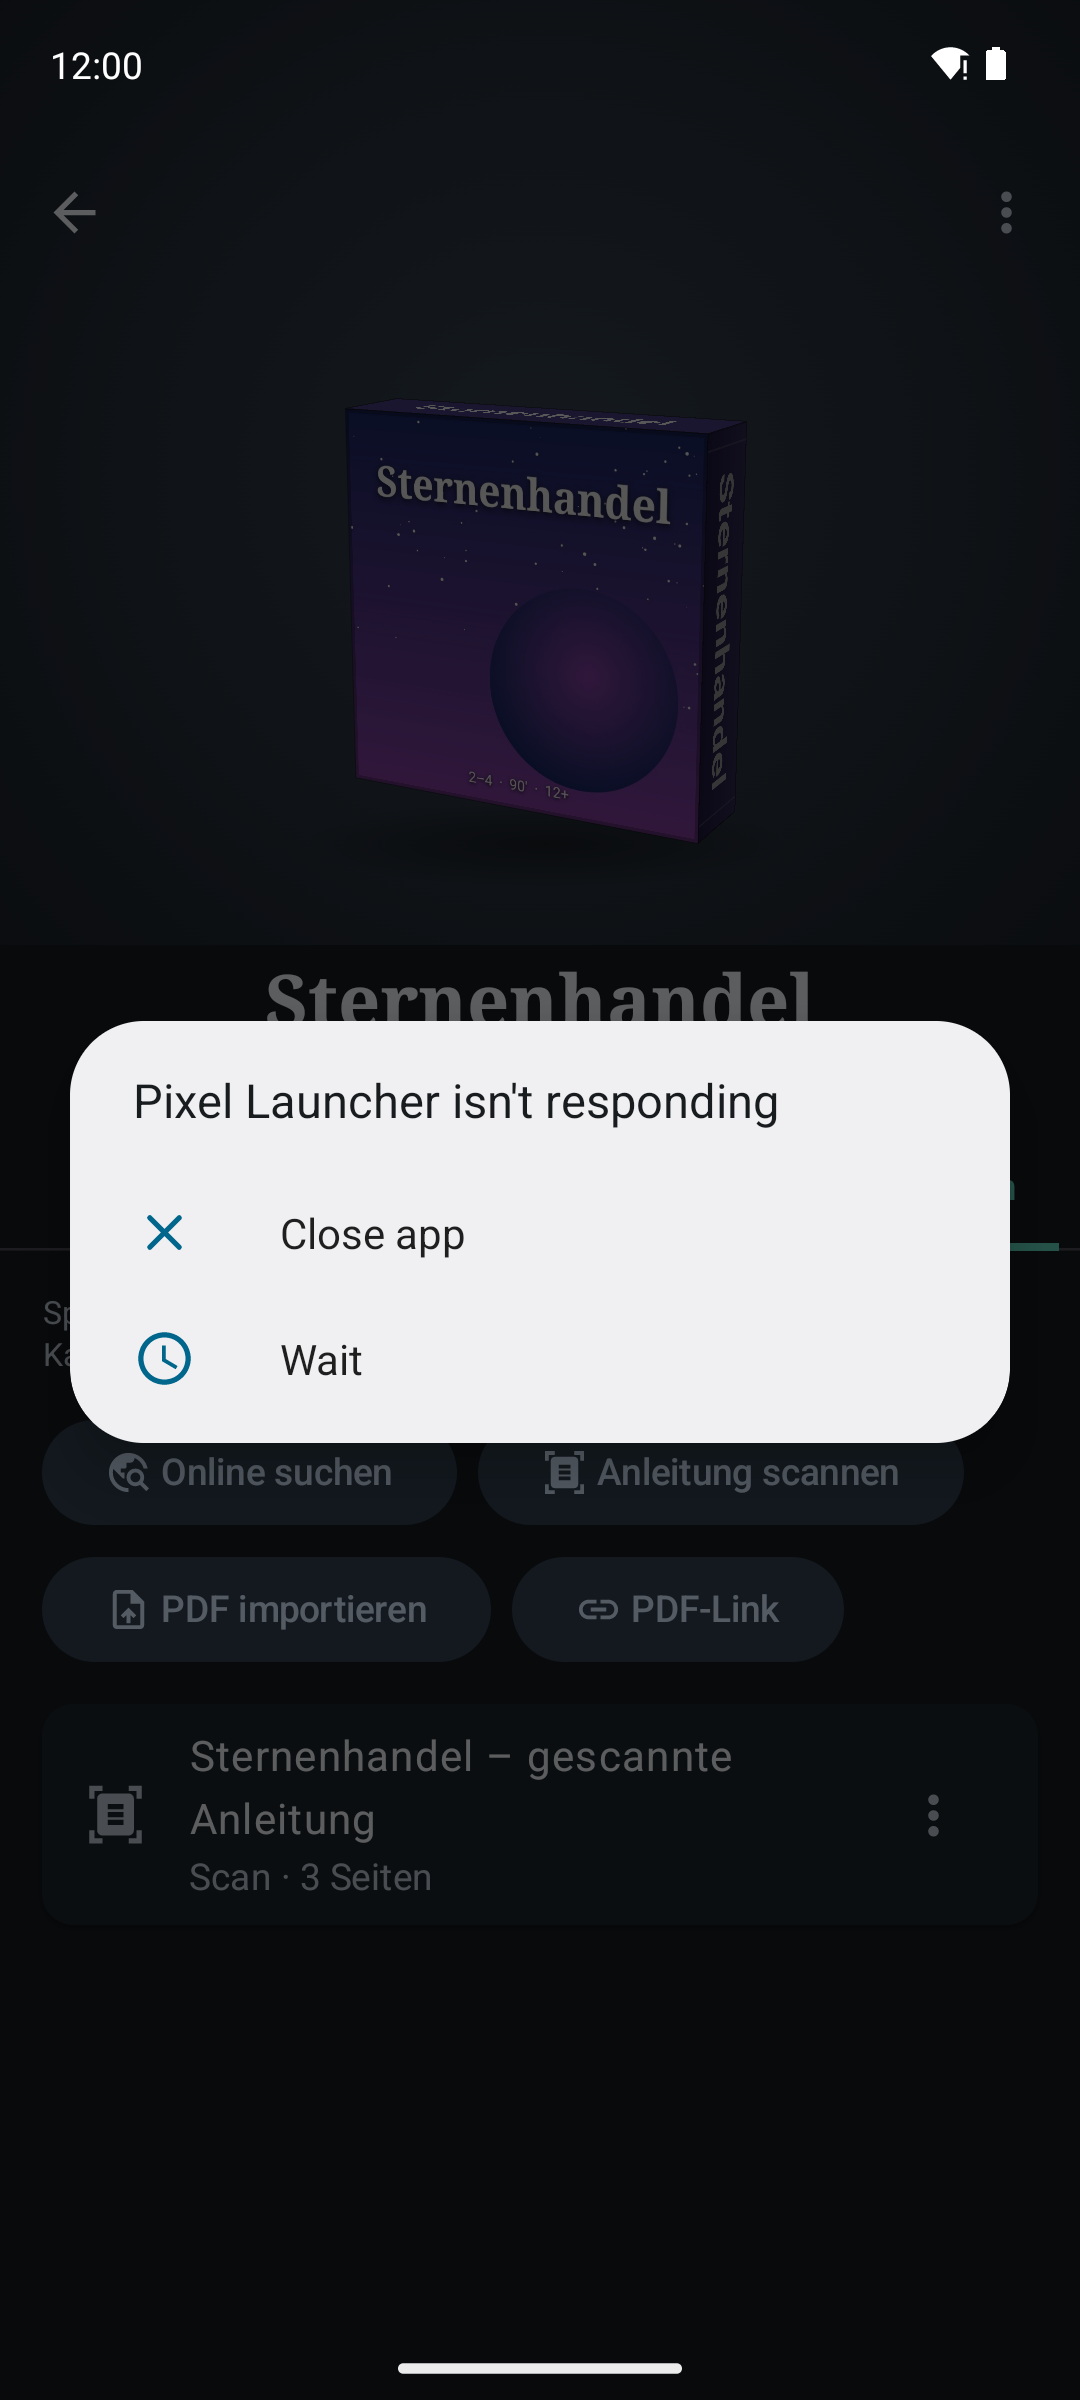 12:00
Sternenhandel
Sternenhandel
Sternenhandel
2–4 · 90' · 12+
Sternenhandel
Pixel Launcher isn't responding
Close app
Wait
Online suchen
Anleitung scannen
PDF importieren
PDF-Link
Sternenhandel – gescannte
Anleitung
Scan · 3 Seiten